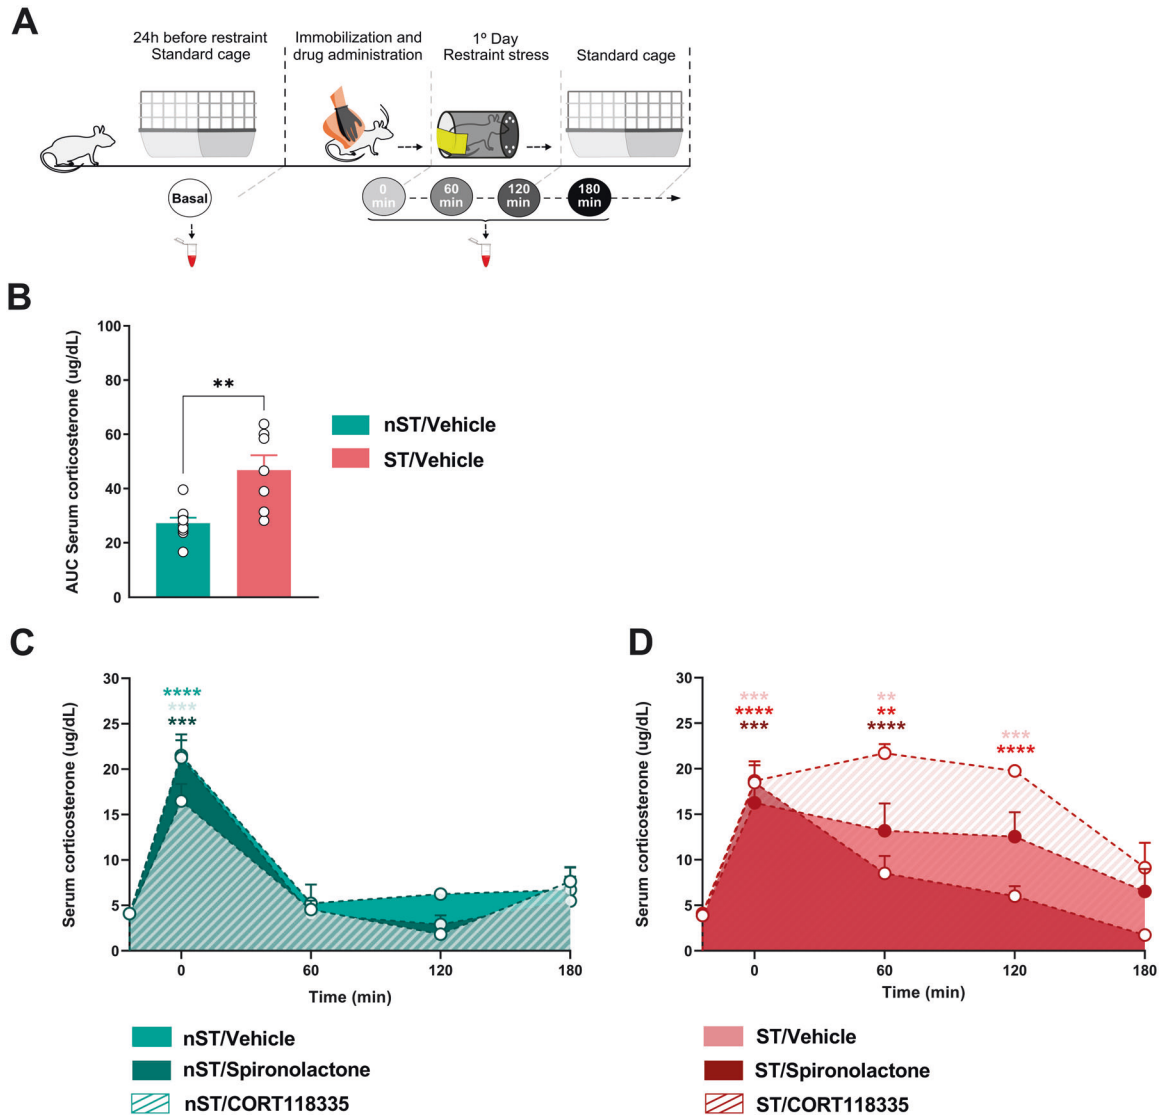 A
24h before restraint
Standard cage
Immobilization and
drug administration
1º Day
Restraint stress
Standard cage
Basal
0
min
60
min
120
min
180
min
B
AUC Serum corticosterone (ug/dL)
100
80
60
40
20
0
**
nST/Vehicle
ST/Vehicle
C
Serum corticosterone (ug/dL)
30
25
20
15
10
5
0
****
***
***
0
60
120
180
Time (min)
nST/Vehicle
nST/Spironolactone
nST/CORT118335
D
Serum corticosterone (ug/dL)
30
25
20
15
10
5
0
***
****
***
**
**
****
***
****
0
60
120
180
Time (min)
ST/Vehicle
ST/Spironolactone
ST/CORT118335